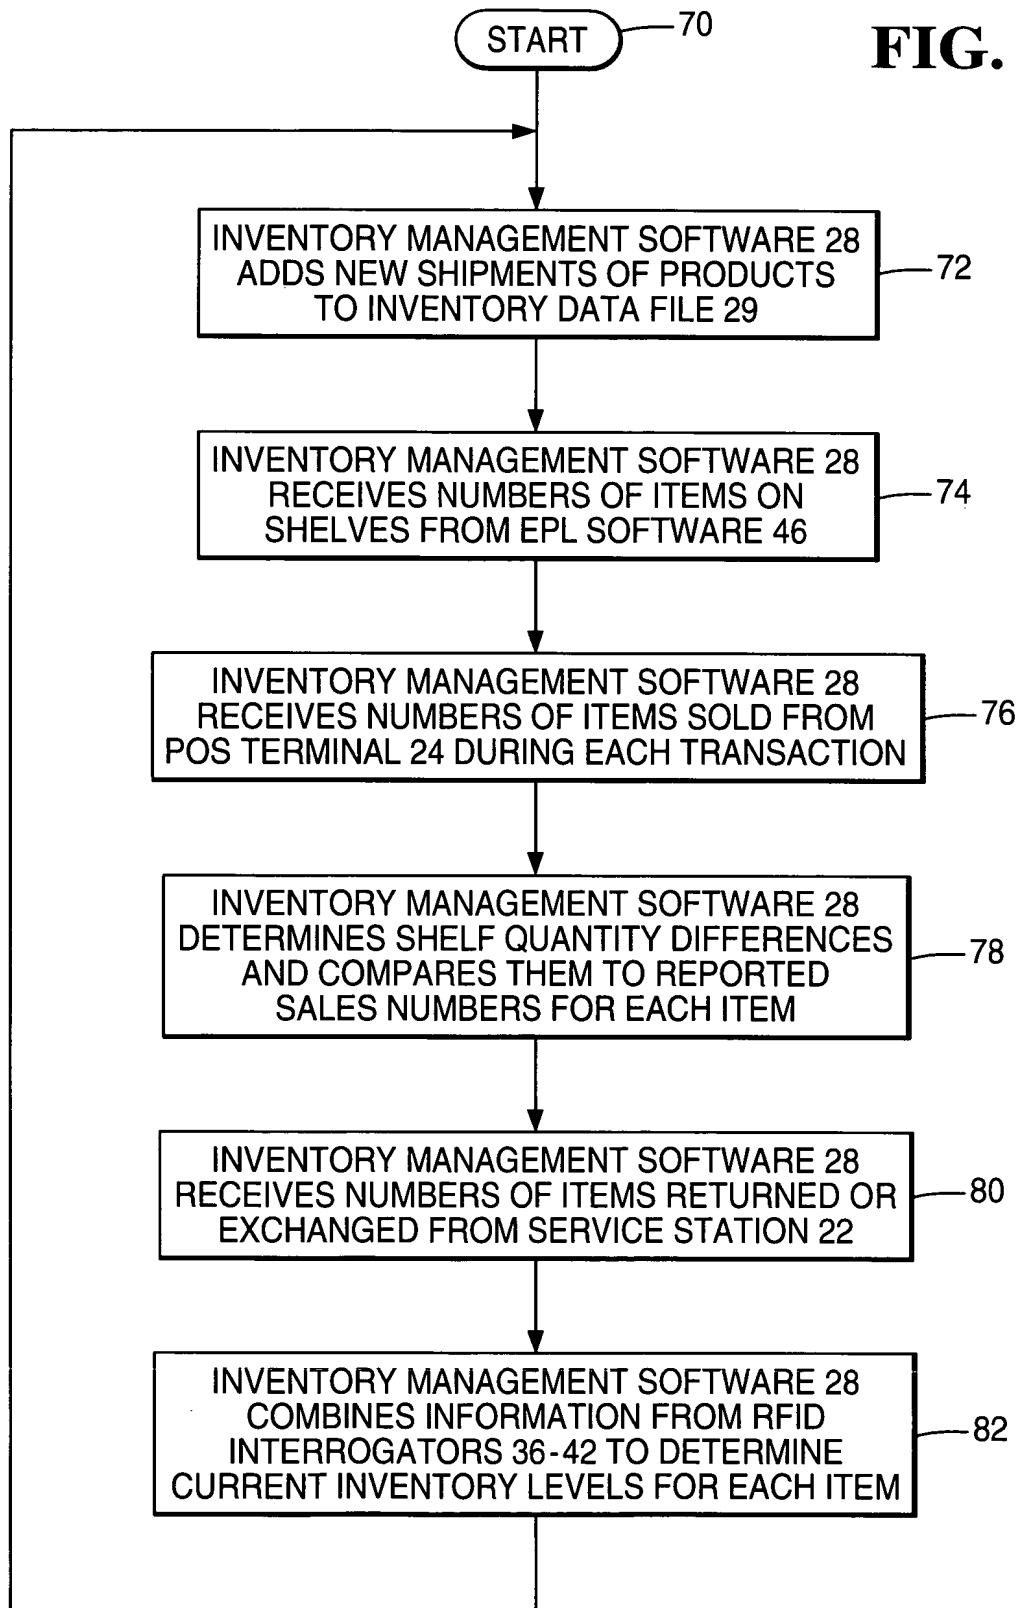 START
70
FIG.
INVENTORY MANAGEMENT SOFTWARE 28
ADDS NEW SHIPMENTS OF PRODUCTS
TO INVENTORY DATA FILE 29
72
INVENTORY MANAGEMENT SOFTWARE 28
RECEIVES NUMBERS OF ITEMS ON
SHELVES FROM EPL SOFTWARE 46
74
INVENTORY MANAGEMENT SOFTWARE 28
RECEIVES NUMBERS OF ITEMS SOLD FROM
POS TERMINAL 24 DURING EACH TRANSACTION
76
INVENTORY MANAGEMENT SOFTWARE 28
DETERMINES SHELF QUANTITY DIFFERENCES
AND COMPARES THEM TO REPORTED
SALES NUMBERS FOR EACH ITEM
78
INVENTORY MANAGEMENT SOFTWARE 28
RECEIVES NUMBERS OF ITEMS RETURNED OR
EXCHANGED FROM SERVICE STATION 22
80
INVENTORY MANAGEMENT SOFTWARE 28
COMBINES INFORMATION FROM RFID
INTERROGATORS 36-42 TO DETERMINE
CURRENT INVENTORY LEVELS FOR EACH ITEM
82